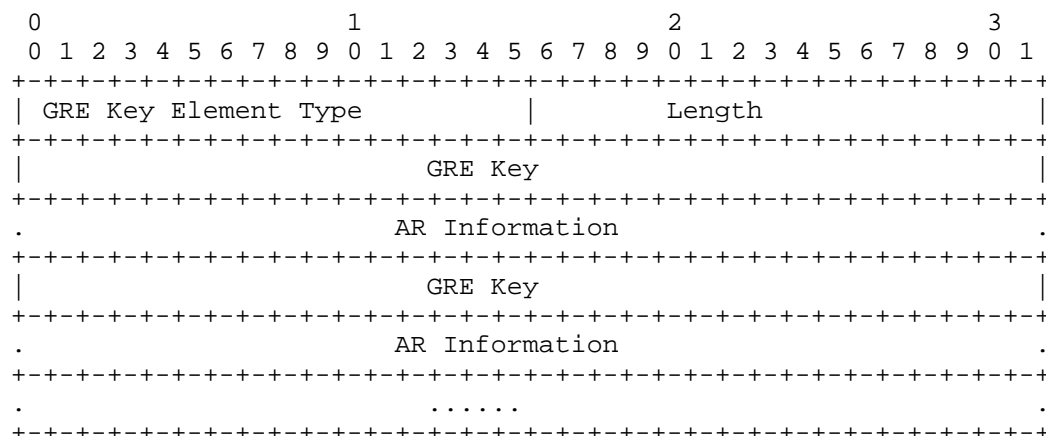 0                   1                   2                   3
 0 1 2 3 4 5 6 7 8 9 0 1 2 3 4 5 6 7 8 9 0 1 2 3 4 5 6 7 8 9 0 1
+-+-+-+-+-+-+-+-+-+-+-+-+-+-+-+-+-+-+-+-+-+-+-+-+-+-+-+-+-+-+-+-+
| GRE Key Element Type          |        Length                 |
+-+-+-+-+-+-+-+-+-+-+-+-+-+-+-+-+-+-+-+-+-+-+-+-+-+-+-+-+-+-+-+-+
|                         GRE Key                               |
+-+-+-+-+-+-+-+-+-+-+-+-+-+-+-+-+-+-+-+-+-+-+-+-+-+-+-+-+-+-+-+-+
.                       AR Information                          .
+-+-+-+-+-+-+-+-+-+-+-+-+-+-+-+-+-+-+-+-+-+-+-+-+-+-+-+-+-+-+-+-+
|                         GRE Key                               |
+-+-+-+-+-+-+-+-+-+-+-+-+-+-+-+-+-+-+-+-+-+-+-+-+-+-+-+-+-+-+-+-+
.                       AR Information                          .
+-+-+-+-+-+-+-+-+-+-+-+-+-+-+-+-+-+-+-+-+-+-+-+-+-+-+-+-+-+-+-+-+
.                         ......                                .
+-+-+-+-+-+-+-+-+-+-+-+-+-+-+-+-+-+-+-+-+-+-+-+-+-+-+-+-+-+-+-+-+